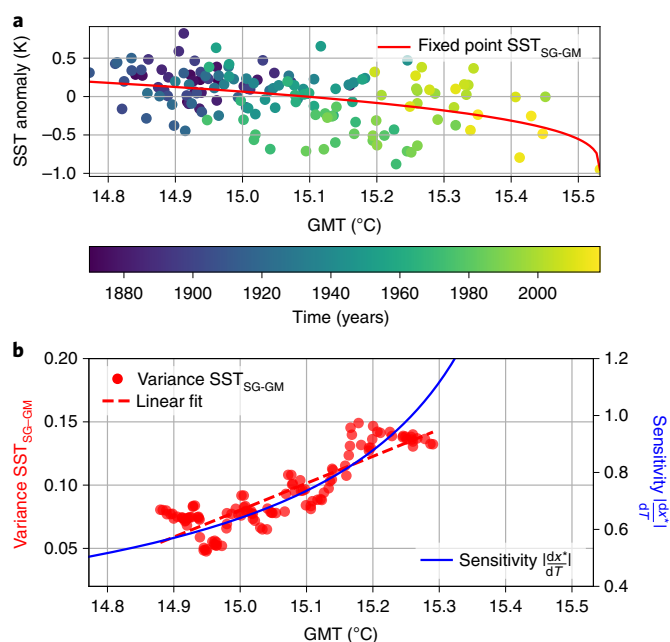 a
SST anomaly (K)
0.5
0
−0.5
−1.0
Fixed point SST_SG-GM
14.8 14.9 15.0 15.1 15.2 15.3 15.4 15.5
GMT (°C)
1880 1900 1920 1940 1960 1980 2000
Time (years)
b
Variance SST_SG–GM
0.20
0.15
0.10
0.05
Variance SST_SG-GM
Linear fit
1.2
1.0
0.8
0.6
0.4
Sensitivity |dx*/dT|
Sensitivity |dx*/dT|
14.8 14.9 15.0 15.1 15.2 15.3 15.4 15.5
GMT (°C)